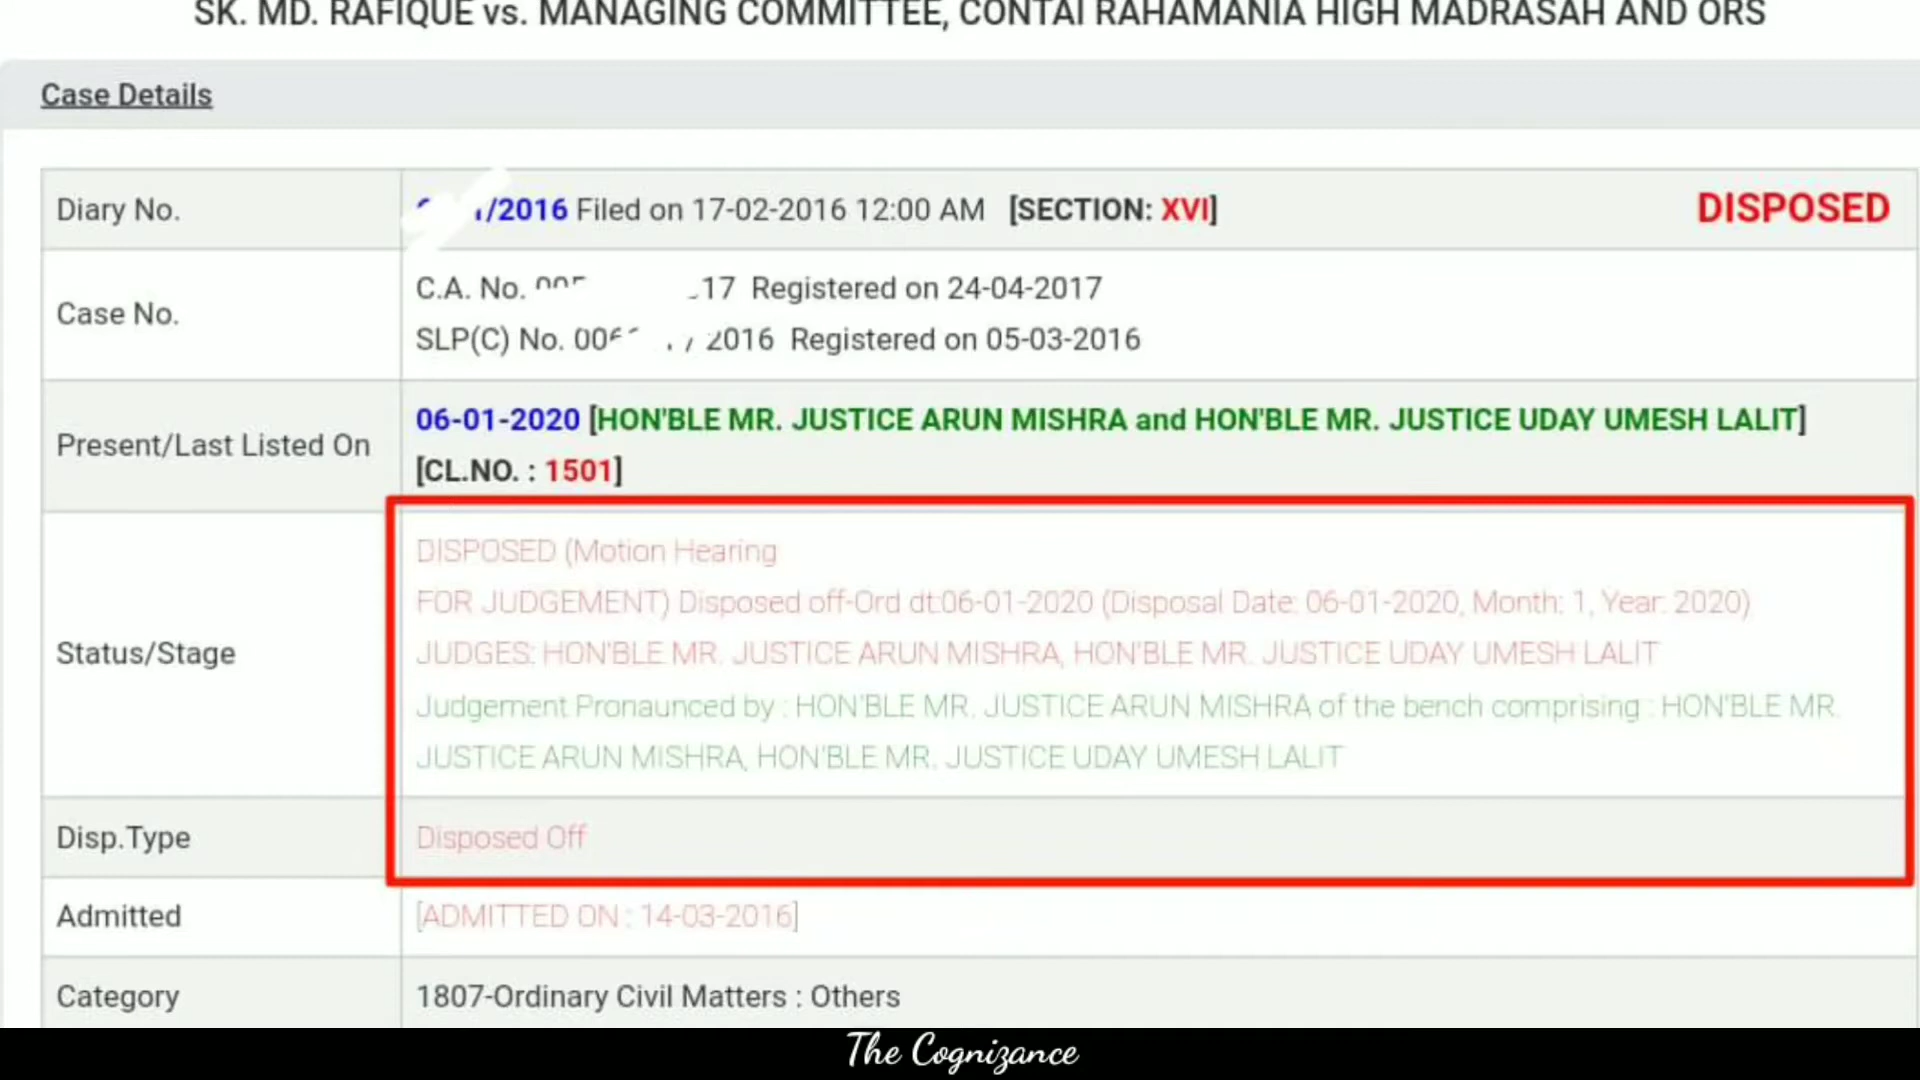 SK. MD. RAFIQUE vs. MANAGING COMMITTEE, CONTAI RAHAMANIA HIGH MADRASAH AND ORS
Case Details
Diary No.
1/2016 Filed on 17-02-2016 12:00 AM [SECTION: XVI]
DISPOSED
Case No.
C.A. No. 17 Registered on 24-04-2017
SLP(C) No. 2016 Registered on 05-03-2016
Present/Last Listed On
06-01-2020 [HON'BLE MR. JUSTICE ARUN MISHRA and HON'BLE MR. JUSTICE UDAY UMESH LALIT]
[CL.NO. : 1501]
Status/Stage
DISPOSED (Motion Hearing
FOR JUDGEMENT) Disposed off-Ord dt:06-01-2020 (Disposal Date: 06-01-2020, Month: 1, Year: 2020)
JUDGES: HON'BLE MR. JUSTICE ARUN MISHRA, HON'BLE MR. JUSTICE UDAY UMESH LALIT
Judgement Pronaunced by : HON'BLE MR. JUSTICE ARUN MISHRA of the bench comprising : HON'BLE MR.
JUSTICE ARUN MISHRA, HON'BLE MR. JUSTICE UDAY UMESH LALIT
Disp.Type
Disposed Off
Admitted
[ADMITTED ON : 14-03-2016]
Category
1807-Ordinary Civil Matters : Others
The Cognizance